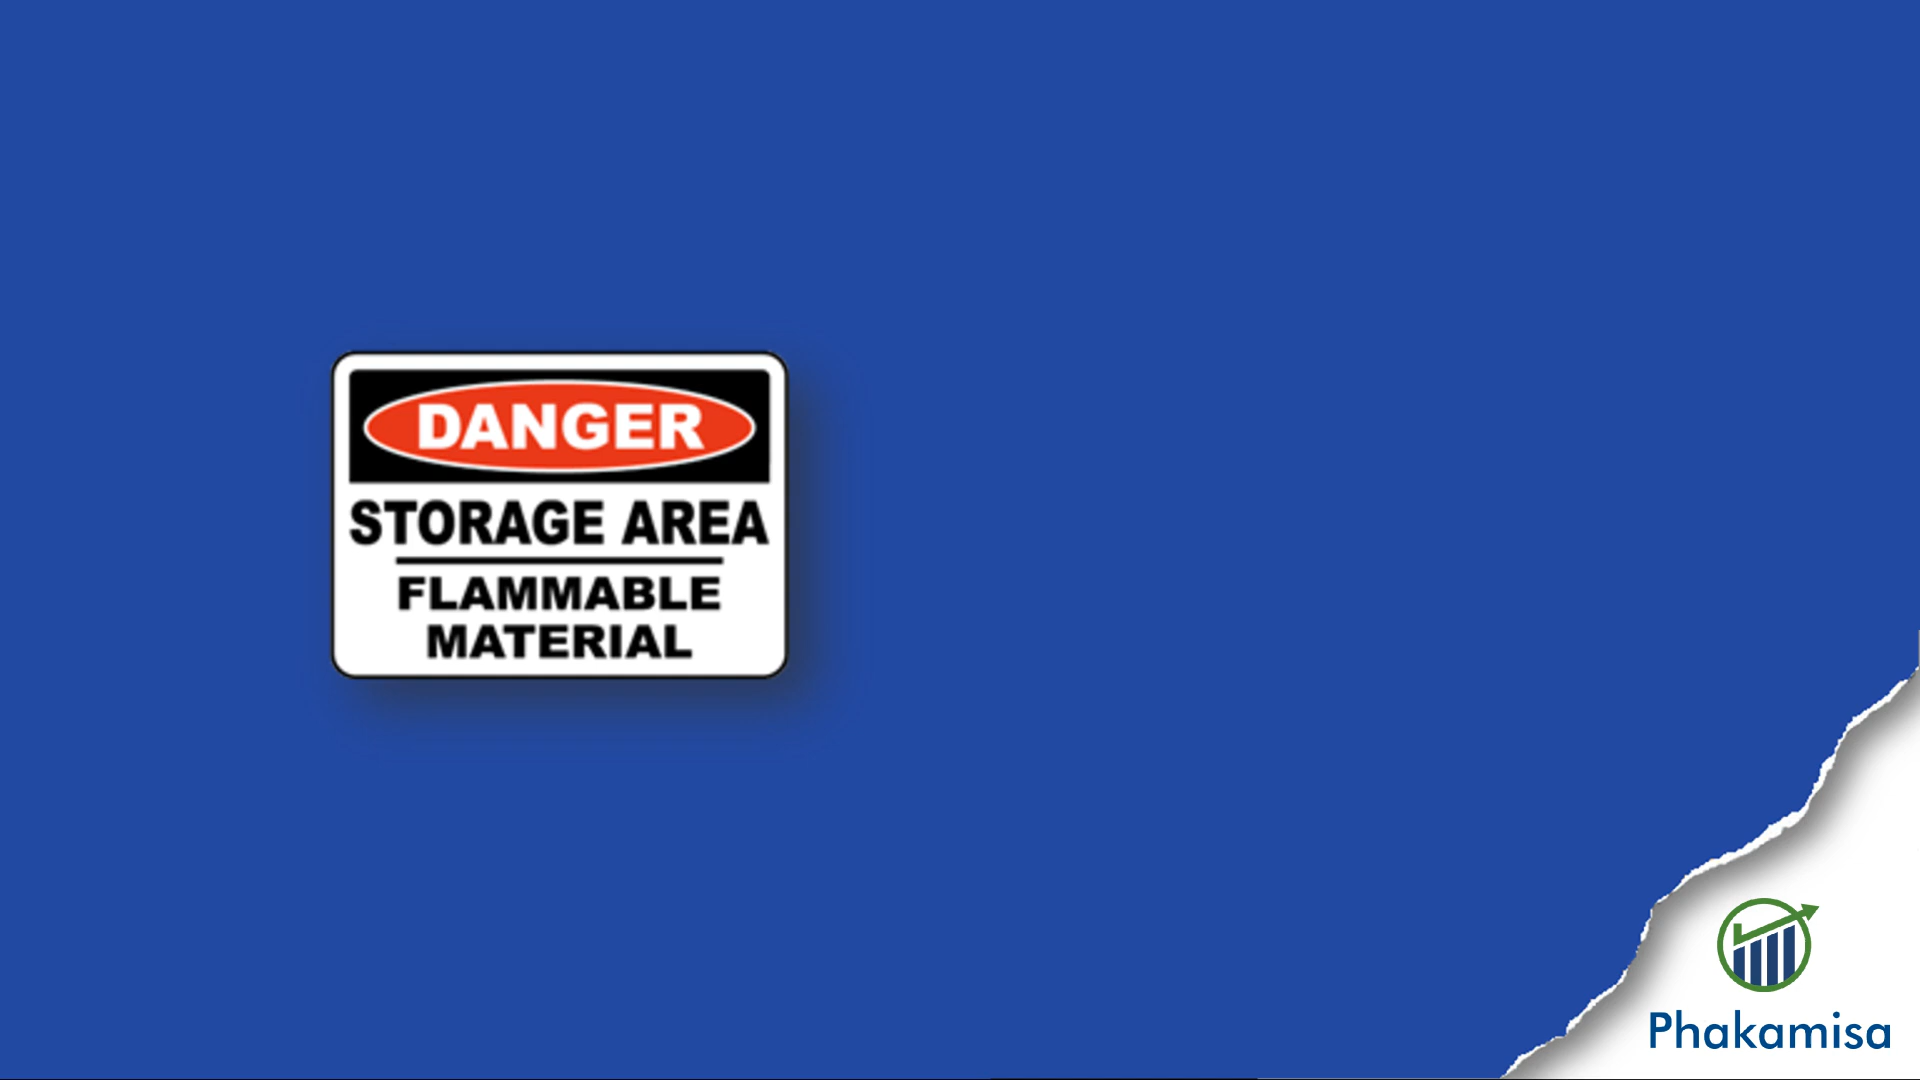 DANGER
STORAGE AREA
FLAMMABLE
MATERIAL
Phakamisa